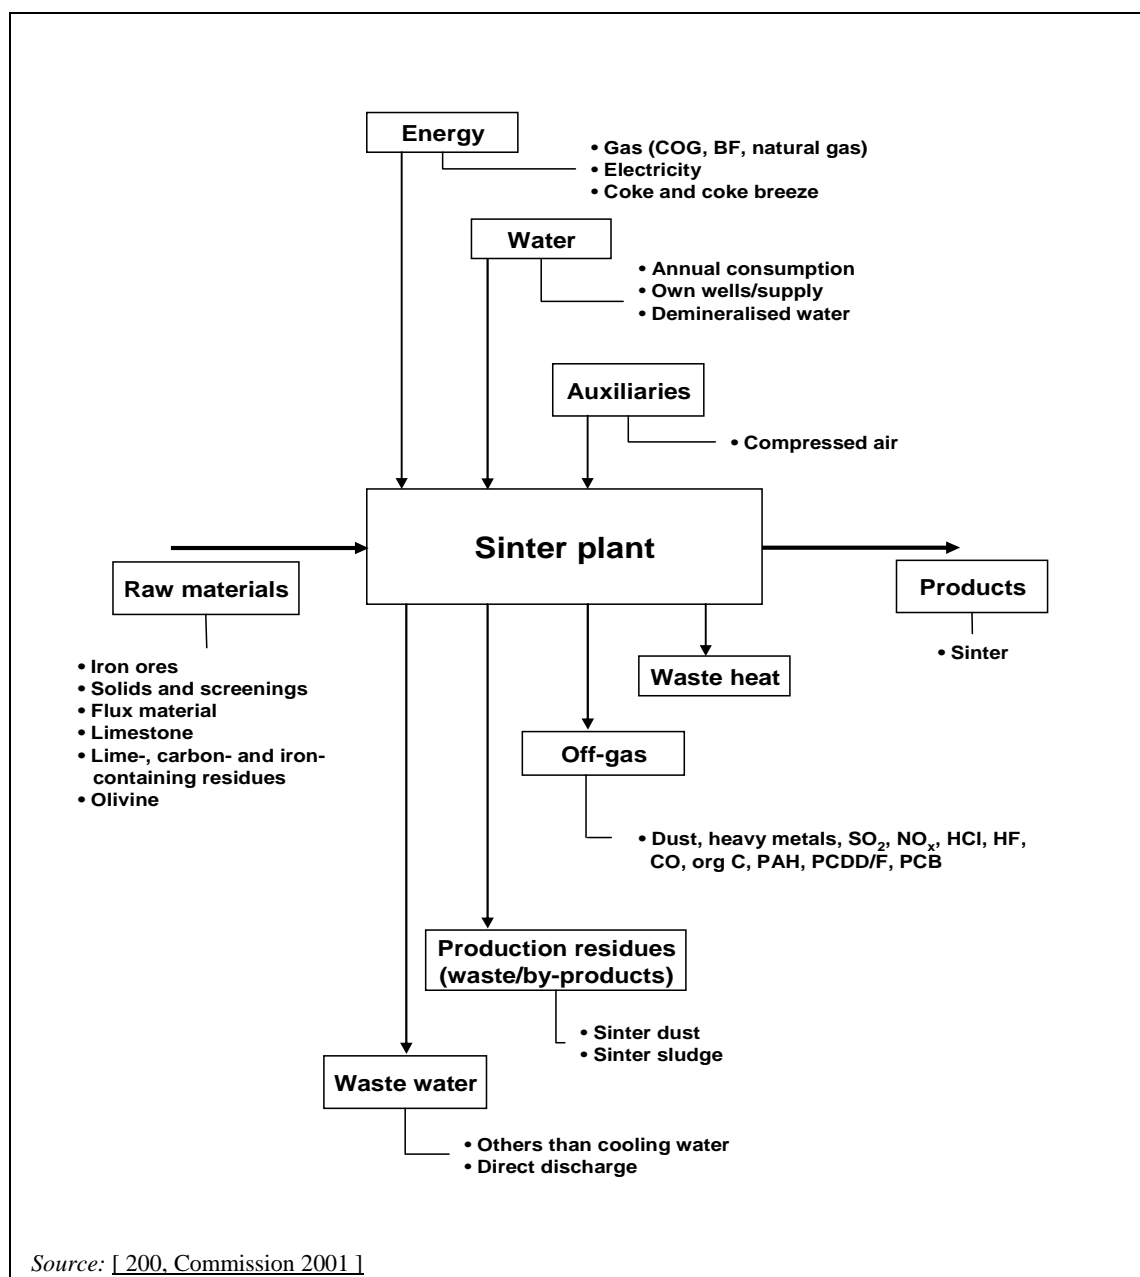 Energy
• Gas (COG, BF, natural gas)
• Electricity
• Coke and coke breeze
Water
• Annual consumption
• Own wells/supply
• Demineralised water
Auxiliaries
• Compressed air
Sinter plant
Raw materials
• Iron ores
• Solids and screenings
• Flux material
• Limestone
• Lime-, carbon- and iron-
containing residues
• Olivine
Products
• Sinter
Waste heat
Off-gas
• Dust, heavy metals, SO₂, NOₓ, HCl, HF,
CO, org C, PAH, PCDD/F, PCB
Production residues
(waste/by-products)
• Sinter dust
• Sinter sludge
Waste water
• Others than cooling water
• Direct discharge
Source: [ 200, Commission 2001 ]